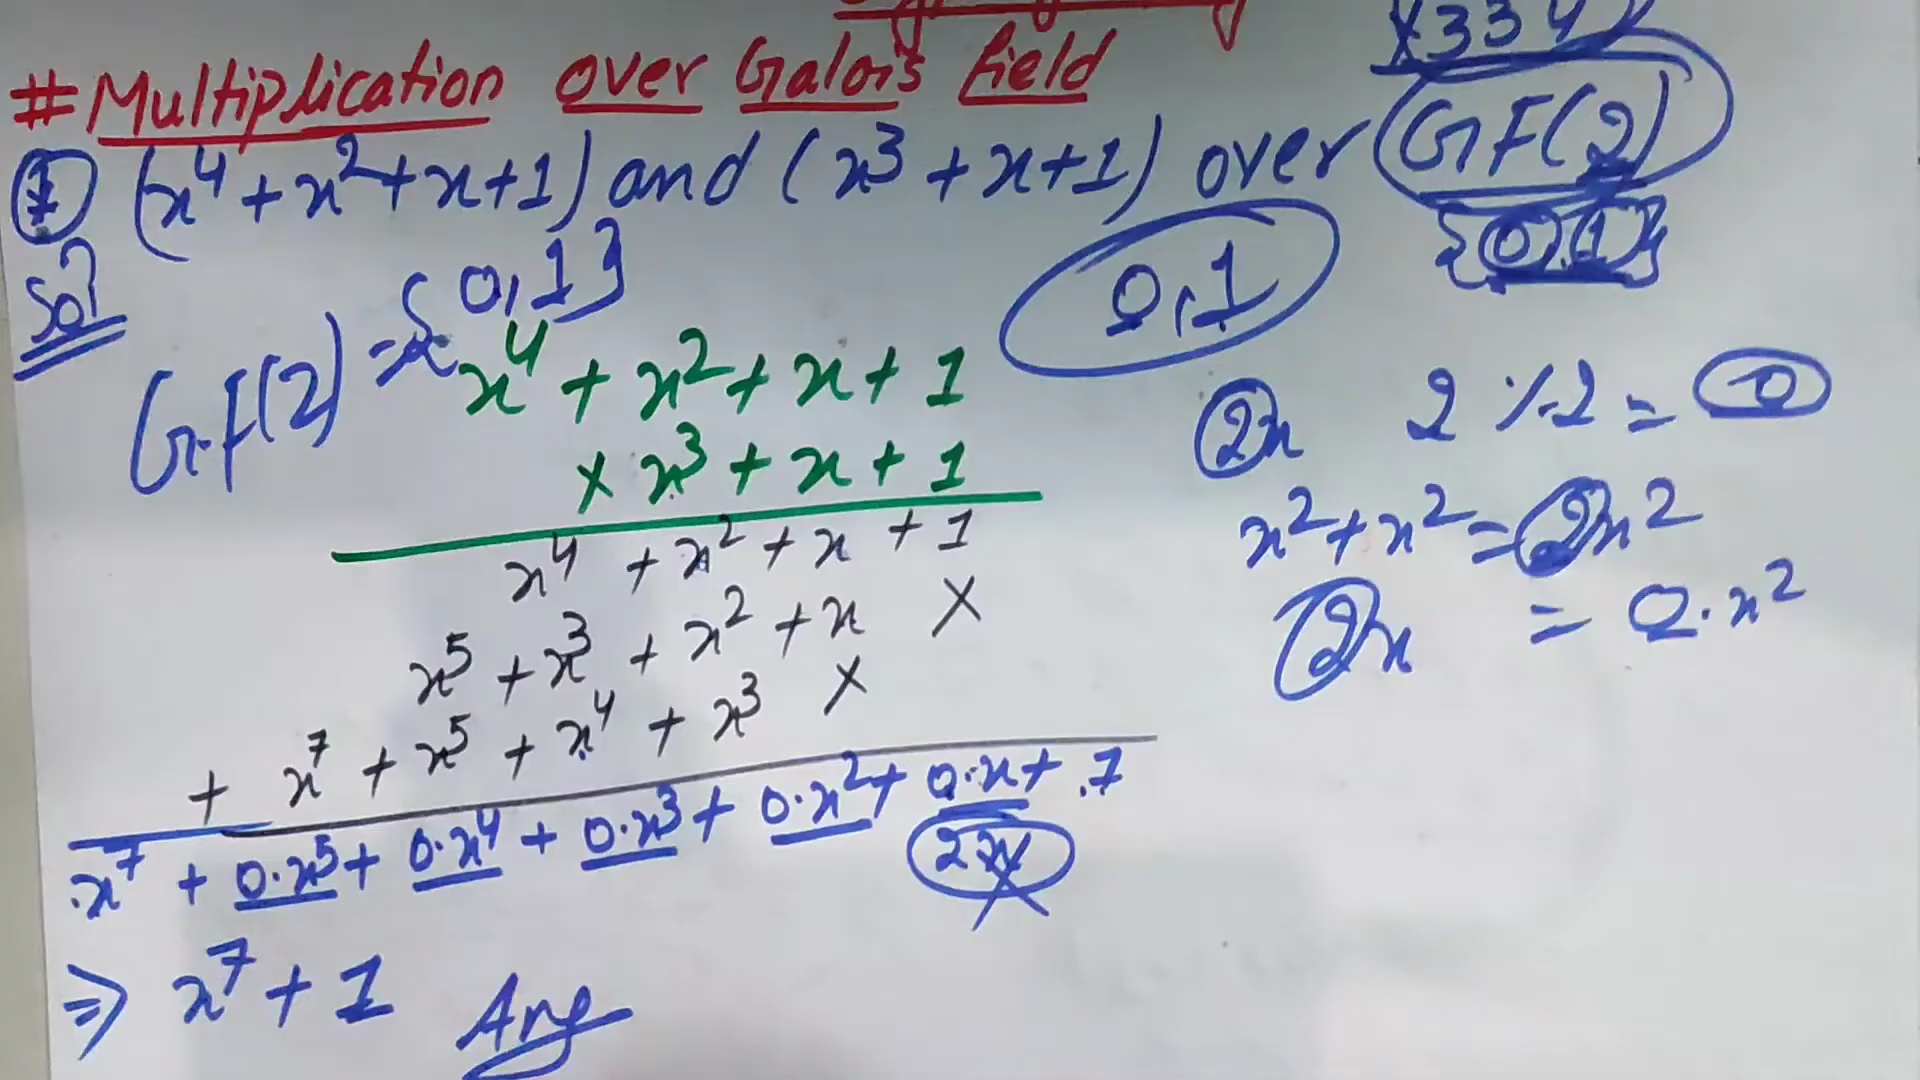 x334
# Multiplication over Galois field
① (x⁴+x²+x+1) and (x³+x+1) over GF(2)
{0,1}
Sol
GF(2) = {0,1}
0,1
x⁴ + x² + x + 1
× x³ + x + 1
x⁴ + x² + x + 1
x⁵ + x³ + x² + x ×
+ x⁷ + x⁵ + x⁴ + x³ ×
x⁷ + 0.x⁵ + 0.x⁴ + 0.x³ + 0.x² + 0.x + 1
2x
⇒ x⁷ + 1 Ans
2x 2 % 2 = 0
x² + x² = 2x²
2x = 0.x²